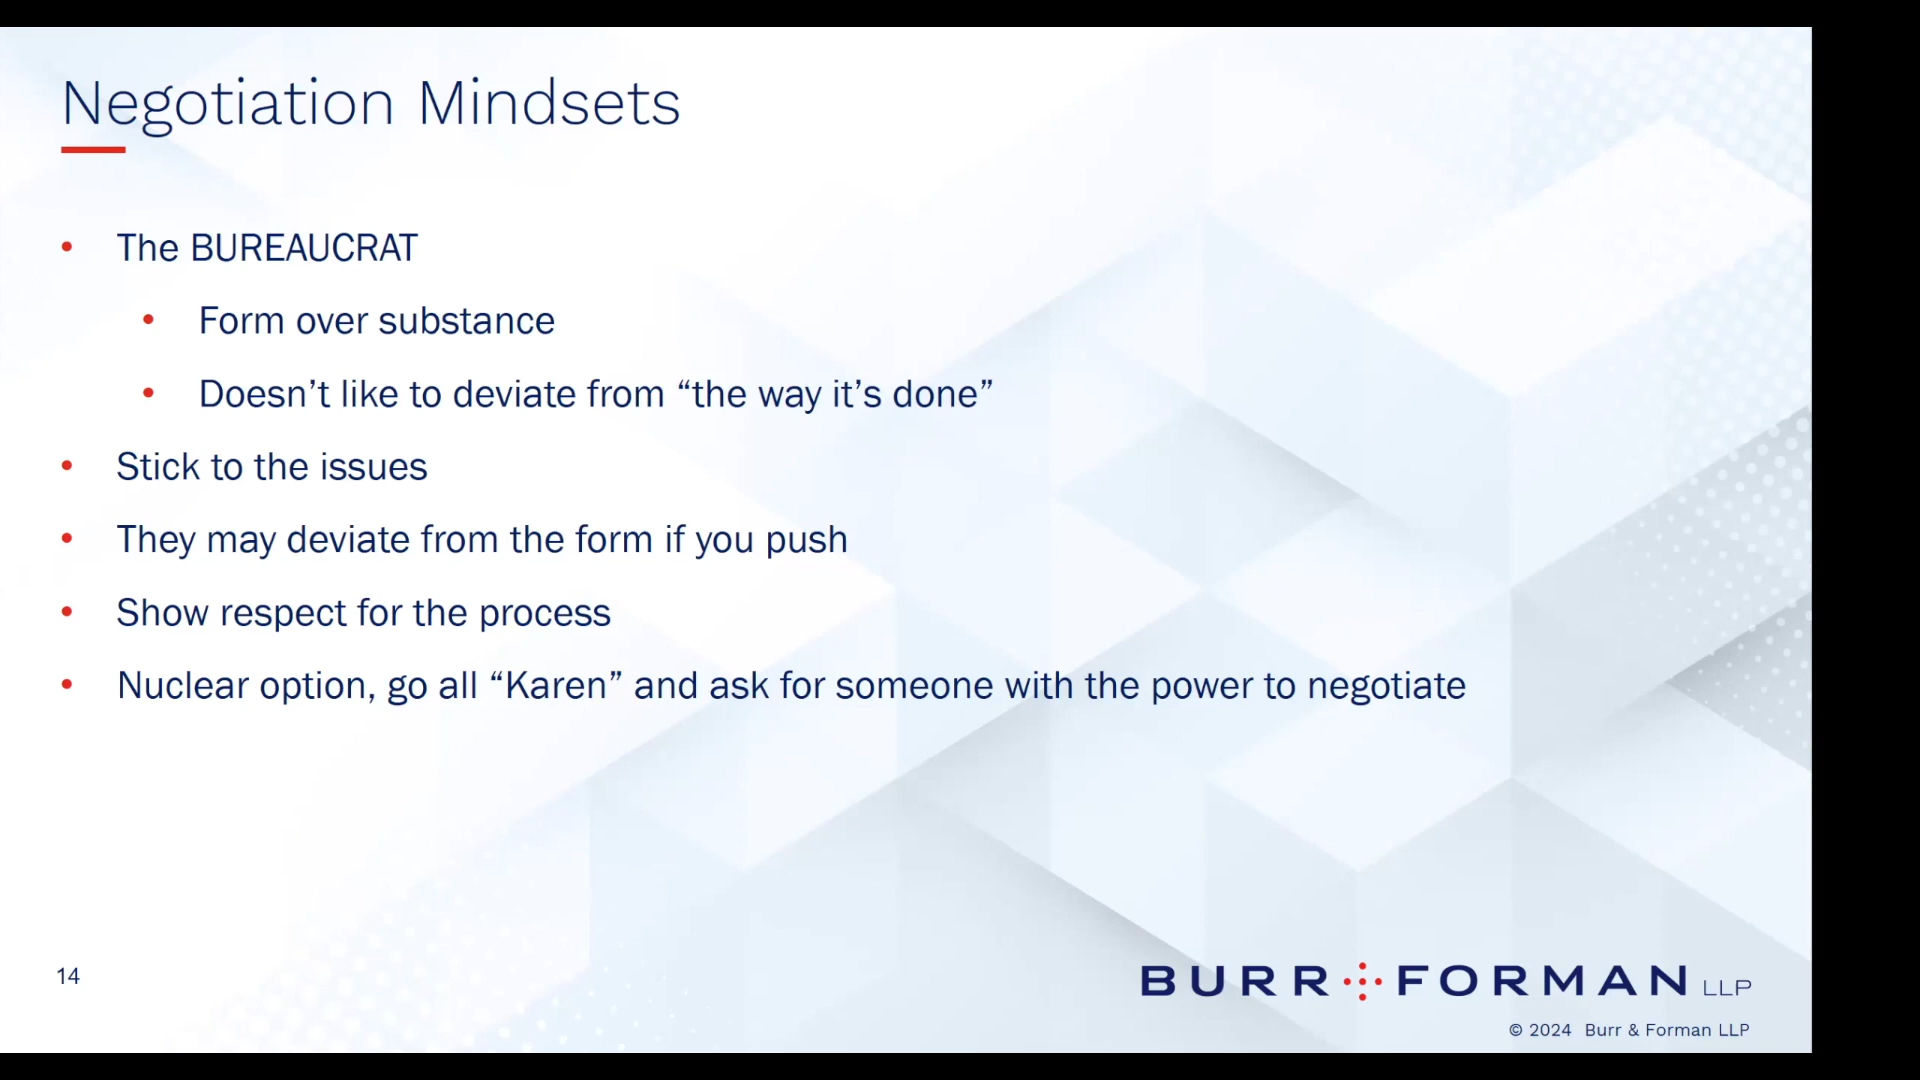 Negotiation Mindsets
• The BUREAUCRAT
• Form over substance
• Doesn’t like to deviate from “the way it’s done”
• Stick to the issues
• They may deviate from the form if you push
• Show respect for the process
• Nuclear option, go all “Karen” and ask for someone with the power to negotiate
14
BURR FORMAN LLP
© 2024 Burr & Forman LLP